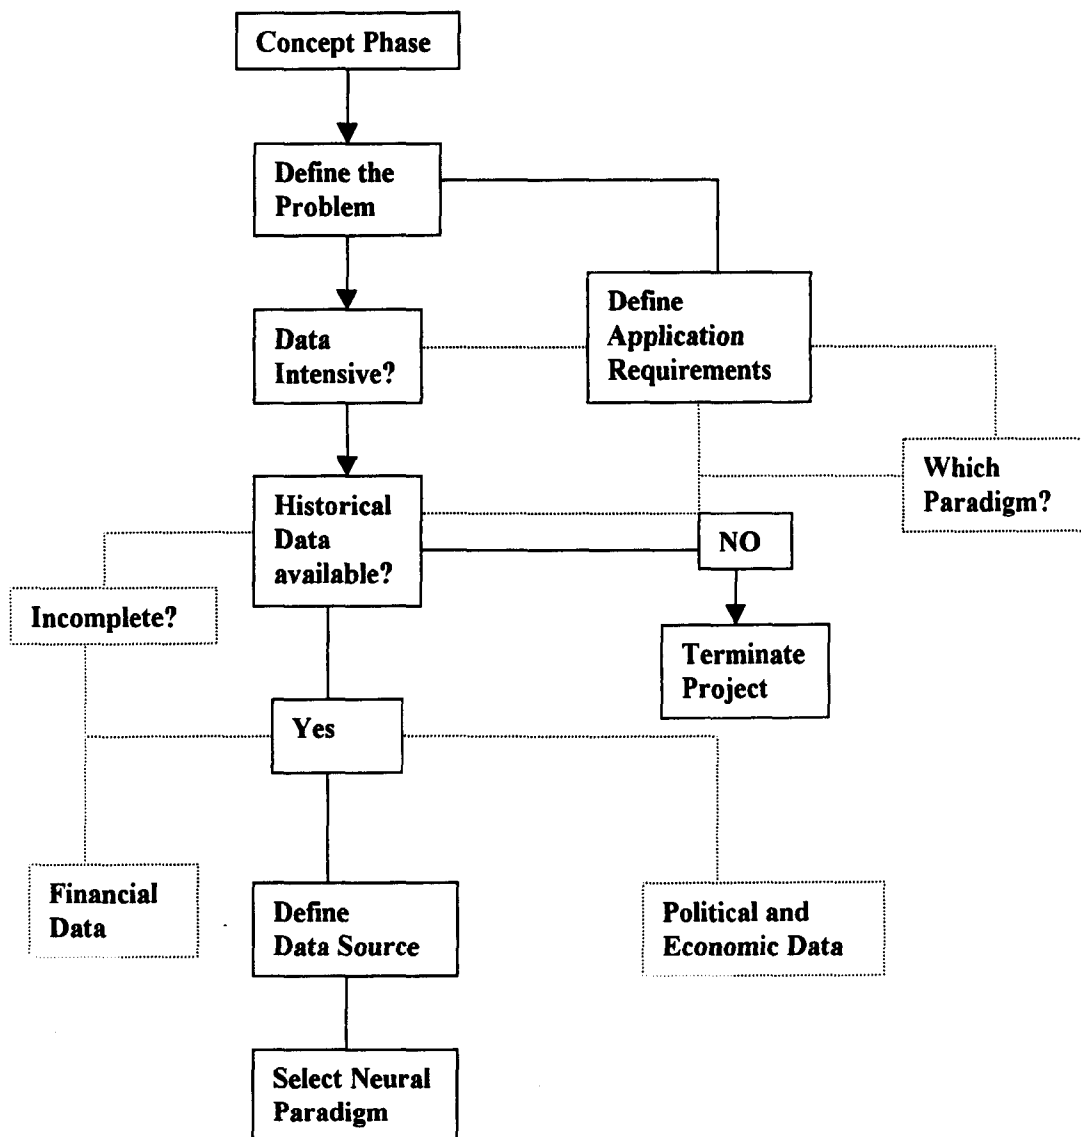 Concept Phase
Define the
Problem
Define
Application
Requirements
Data
Intensive?
Which
Paradigm?
Historical
Data
available?
NO
Incomplete?
Terminate
Project
Yes
Financial
Data
Define
Data Source
Political and
Economic Data
Select Neural
Paradigm